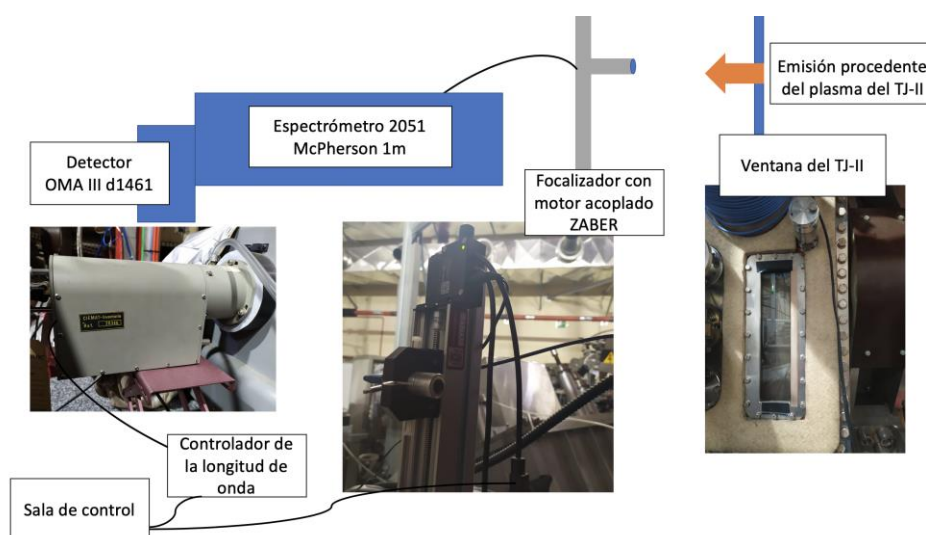 Emisión procedente
del plasma del TJ-II
Espectrómetro 2051
McPherson 1m
Detector
OMA III d1461
Ventana del TJ-II
Focalizador con
motor acoplado
ZABER
Controlador de
la longitud de
onda
Sala de control